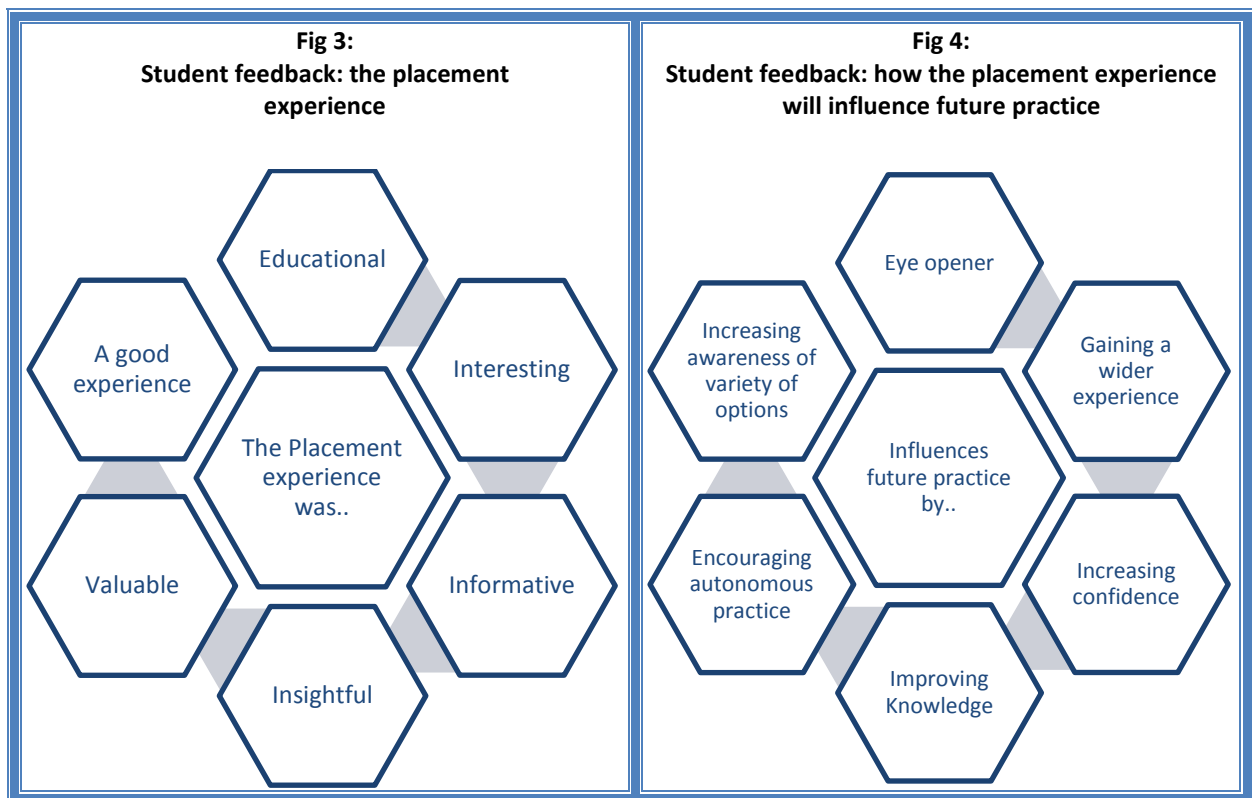 Fig 3:
Student feedback: the placement
experience
Educational
Interesting
Informative
Insightful
Valuable
A good
experience
The Placement
experience
was..
Fig 4:
Student feedback: how the placement experience
will influence future practice
Eye opener
Gaining a
wider
experience
Increasing
confidence
Improving
Knowledge
Encouraging
autonomous
practice
Increasing
awareness of
variety of
options
Influences
future practice
by..